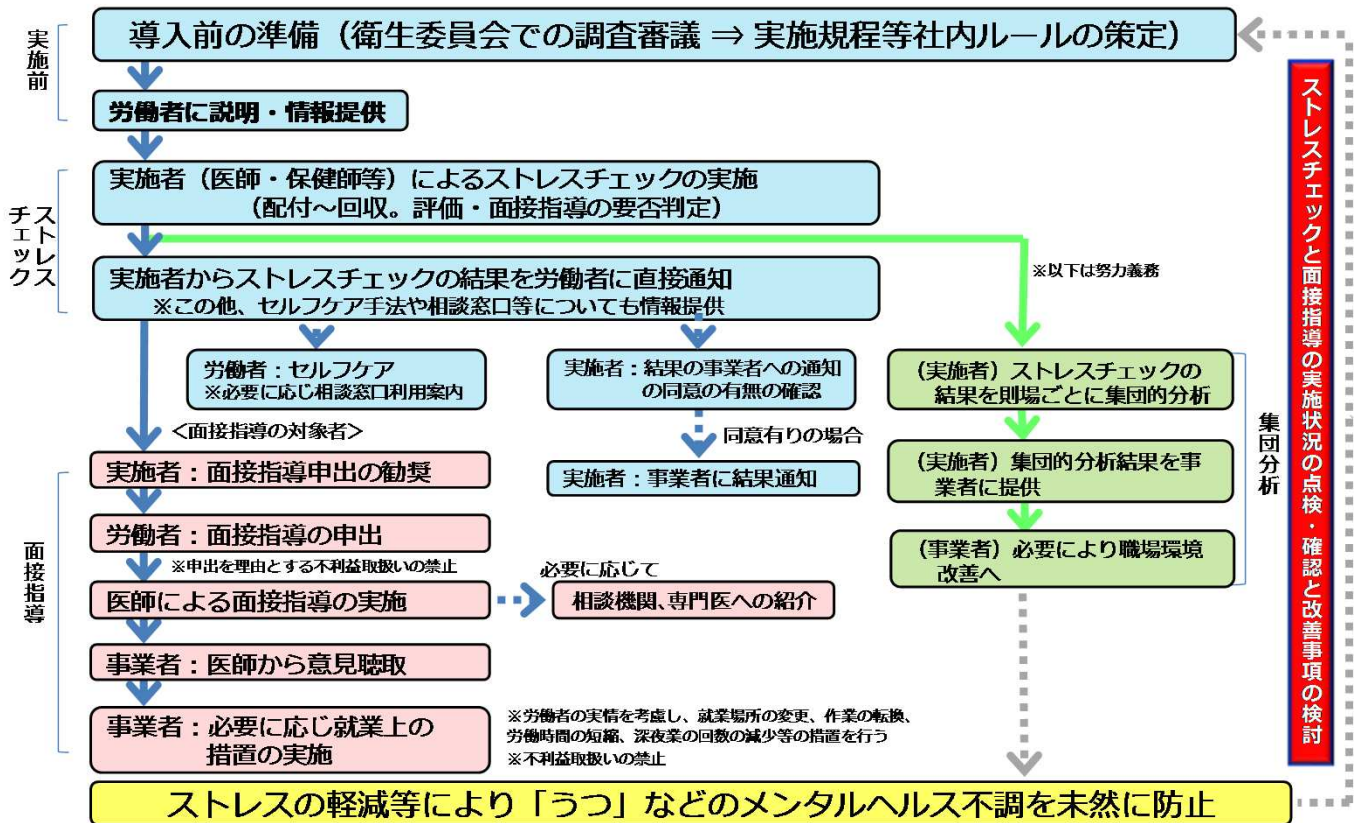 導入前の準備（衛生委員会での調査審議 ⇒ 実施規程等社内ルールの策定）
実施前
労働者に説明・情報提供
ストレス
チェック
実施者（医師・保健師等）によるストレスチェックの実施
（配付～回収。評価・面接指導の要否判定）
実施者からストレスチェックの結果を労働者に直接通知
※この他、セルフケア手法や相談窓口等についても情報提供
※以下は努力義務
労働者：セルフケア
※必要に応じ相談窓口利用案内
実施者：結果の事業者への通知
の同意の有無の確認
同意有りの場合
実施者：事業者に結果通知
（実施者）ストレスチェックの
結果を則場ごとに集団的分析
（実施者）集団的分析結果を事
業者に提供
（事業者）必要により職場環境
改善へ
集団分析
＜面接指導の対象者＞
面接指導
実施者：面接指導申出の勧奨
労働者：面接指導の申出
※申出を理由とする不利益取扱いの禁止
医師による面接指導の実施
必要に応じて
相談機関、専門医への紹介
事業者：医師から意見聴取
事業者：必要に応じ就業上の
措置の実施
※労働者の実情を考慮し、就業場所の変更、作業の転換、
労働時間の短縮、深夜業の回数の減少等の措置を行う
※不利益取扱いの禁止
ストレスの軽減等により「うつ」などのメンタルヘルス不調を未然に防止
ストレスチェックと面接指導の実施状況の点検・確認と改善事項の検討